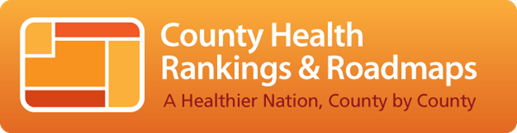 County Health
Rankings & Roadmaps
A Healthier Nation, County by County